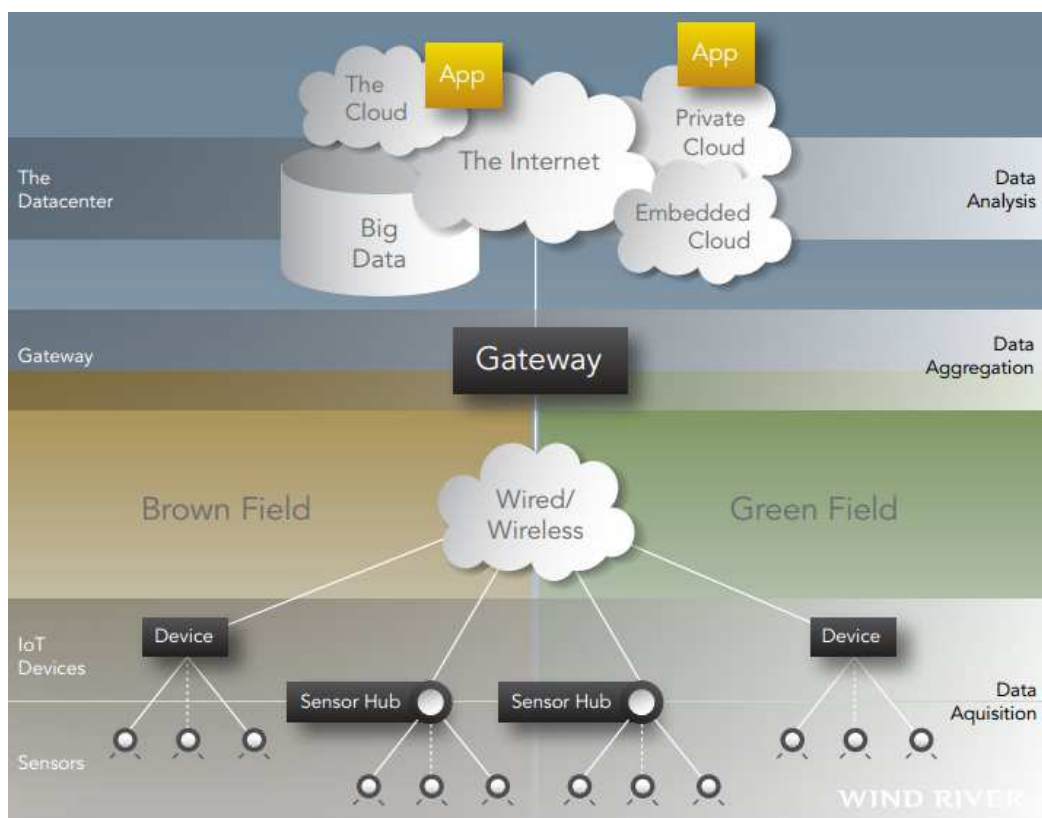 App
App
The
Cloud
Private
Cloud
The Internet
The
Datacenter
Data
Analysis
Embedded
Cloud
Big
Data
Gateway
Gateway
Data
Aggregation
Brown Field
Wired/
Wireless
Green Field
IoT
Devices
Device
Device
Sensor Hub
Sensor Hub
Data
Aquisition
Sensors
WIND RIVER